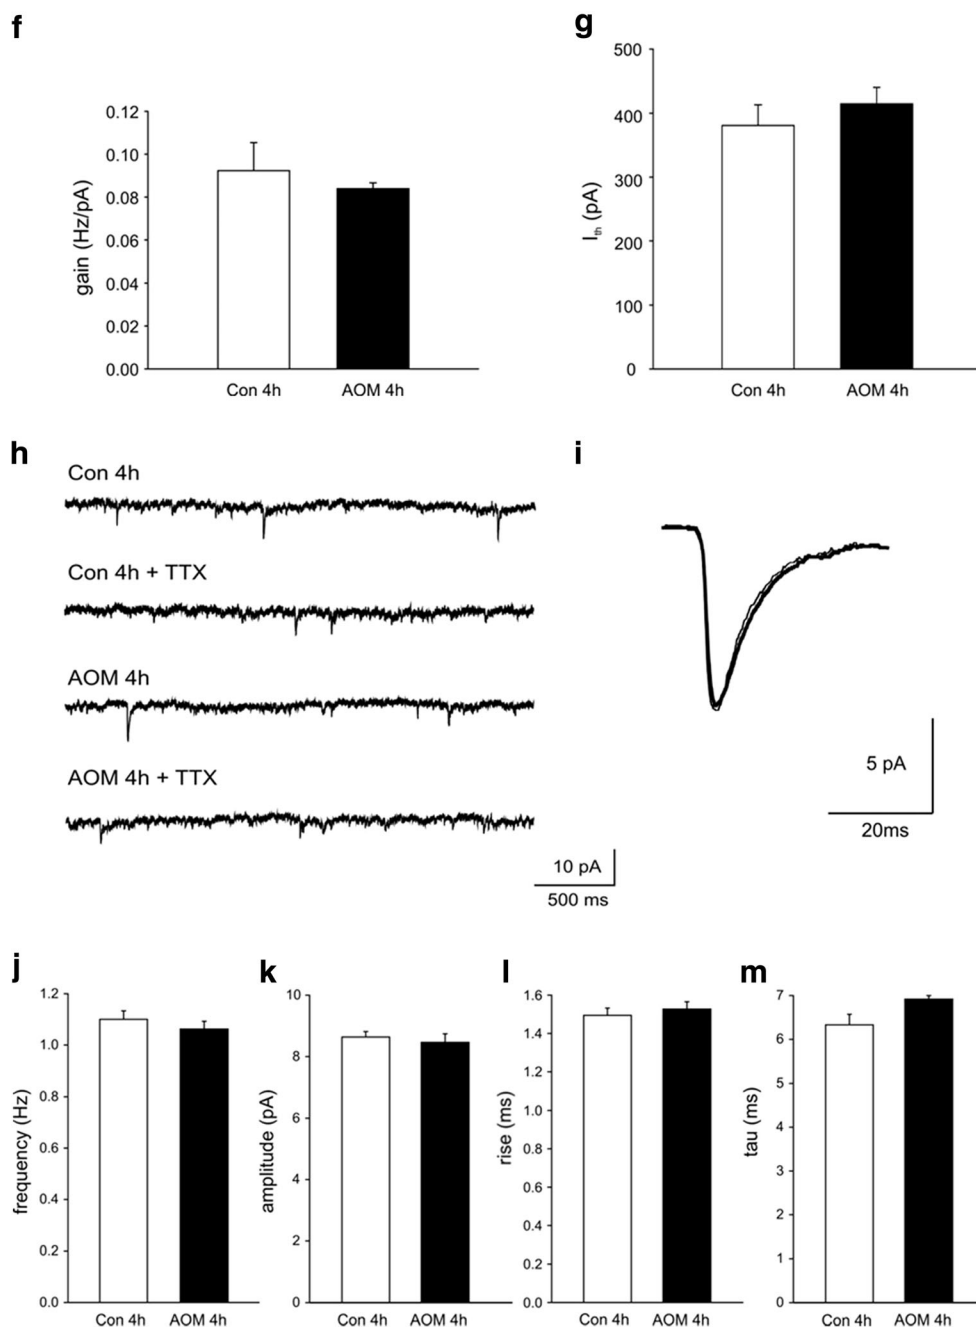 f
0.12
0.10
0.08
0.06
0.04
0.02
0.00
gain (Hz/pA)
Con 4h AOM 4h
g
500
400
300
200
100
0
Ith (pA)
Con 4h AOM 4h
h
Con 4h
Con 4h + TTX
AOM 4h
AOM 4h + TTX
10 pA
500 ms
i
5 pA
20ms
j
1.2
1.0
0.8
0.6
0.4
0.2
0.0
frequency (Hz)
Con 4h AOM 4h
k
10
8
6
4
2
0
amplitude (pA)
Con 4h AOM 4h
l
1.6
1.4
1.2
1.0
0.8
0.6
0.4
0.2
0.0
rise (ms)
Con 4h AOM 4h
m
7
6
5
4
3
2
1
0
tau (ms)
Con 4h AOM 4h